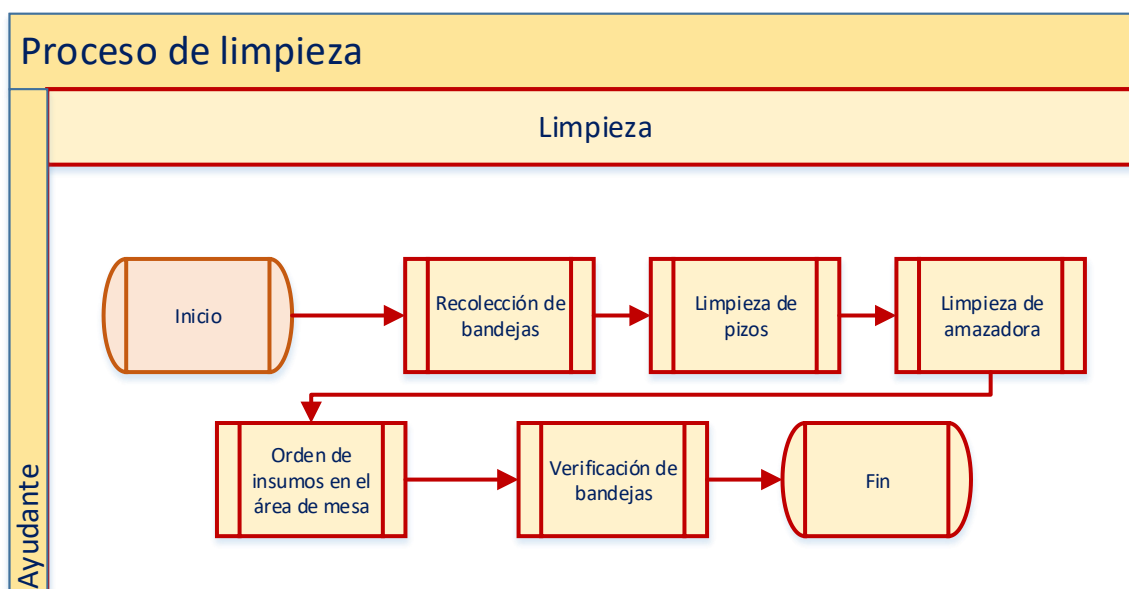 Proceso de limpieza
Limpieza
Ayudante
Inicio
Recolección de
bandejas
Limpieza de
pizos
Limpieza de
amazadora
Orden de
insumos en el
área de mesa
Verificación de
bandejas
Fin